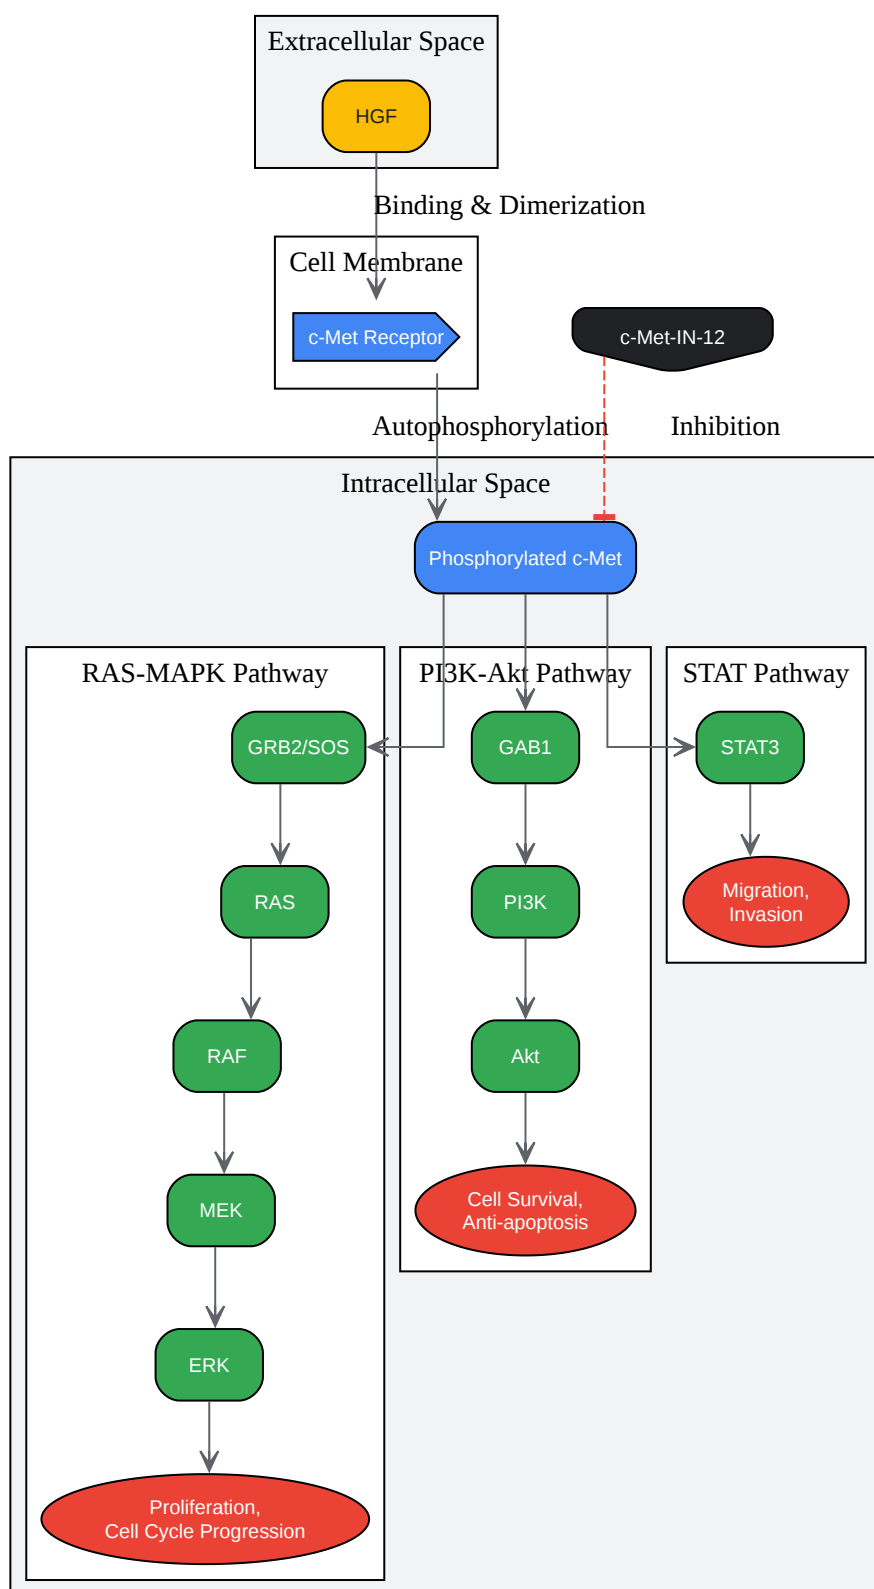 Extracellular Space
HGF
Binding & Dimerization
Cell Membrane
c-Met Receptor
c-Met-IN-12
Autophosphorylation
Inhibition
Intracellular Space
Phosphorylated c-Met
RAS-MAPK Pathway
PI3K-Akt Pathway
STAT Pathway
GRB2/SOS
GAB1
STAT3
RAS
PI3K
Migration,
Invasion
RAF
Akt
MEK
Cell Survival,
Anti-apoptosis
ERK
Proliferation,
Cell Cycle Progression